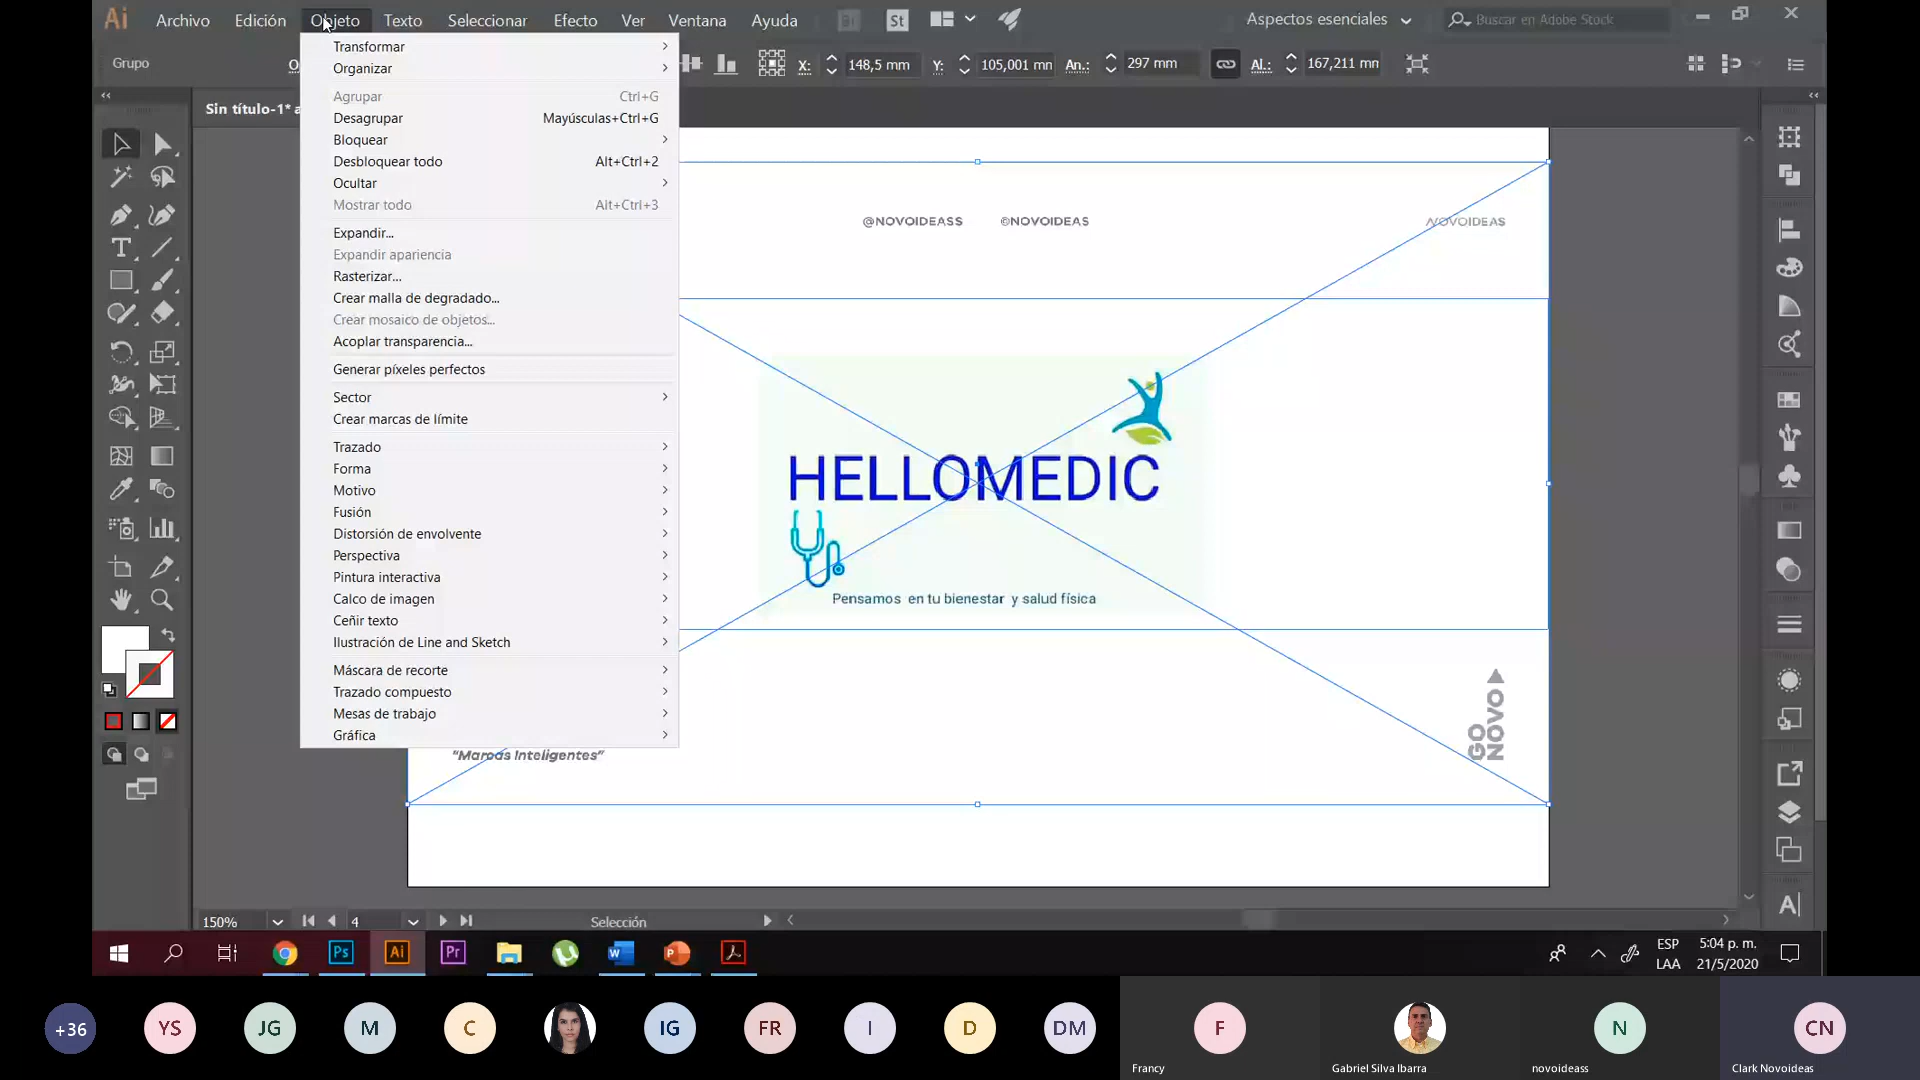 Ai Archivo Edición Objeto Texto Seleccionar Efecto Ver Ventana Ayuda Br St Aspectos esenciales Buscar en Adobe Stock
Grupo O X: 148,5 mm Y: 105,001 mm An.: 297 mm Al.: 167,211 mm
Sin título-1* a
Transformar
Organizar
Agrupar Ctrl+G
Desagrupar Mayúsculas+Ctrl+G
Bloquear
Desbloquear todo Alt+Ctrl+2
Ocultar
Mostrar todo Alt+Ctrl+3
Expandir...
Expandir apariencia
Rasterizar...
Crear malla de degradado...
Crear mosaico de objetos...
Acoplar transparencia...
Generar píxeles perfectos
Sector
Crear marcas de límite
Trazado
Forma
Motivo
Fusión
Distorsión de envolvente
Perspectiva
Pintura interactiva
Calco de imagen
Ceñir texto
Ilustración de Line and Sketch
Máscara de recorte
Trazado compuesto
Mesas de trabajo
Gráfica
@NOVOIDEASS ©NOVOIDEAS NOVOIDEAS
HELLOMEDIC
Pensamos en tu bienestar y salud física
GO
NOVO
"Marcas Inteligentes"
150% 4 Selección
Ps Ai Pr W P
ESP
LAA
5:04 p. m.
21/5/2020
+36 YS JG M C IG FR I D DM F N CN
Francy Gabriel Silva Ibarra novoideass Clark Novoideas